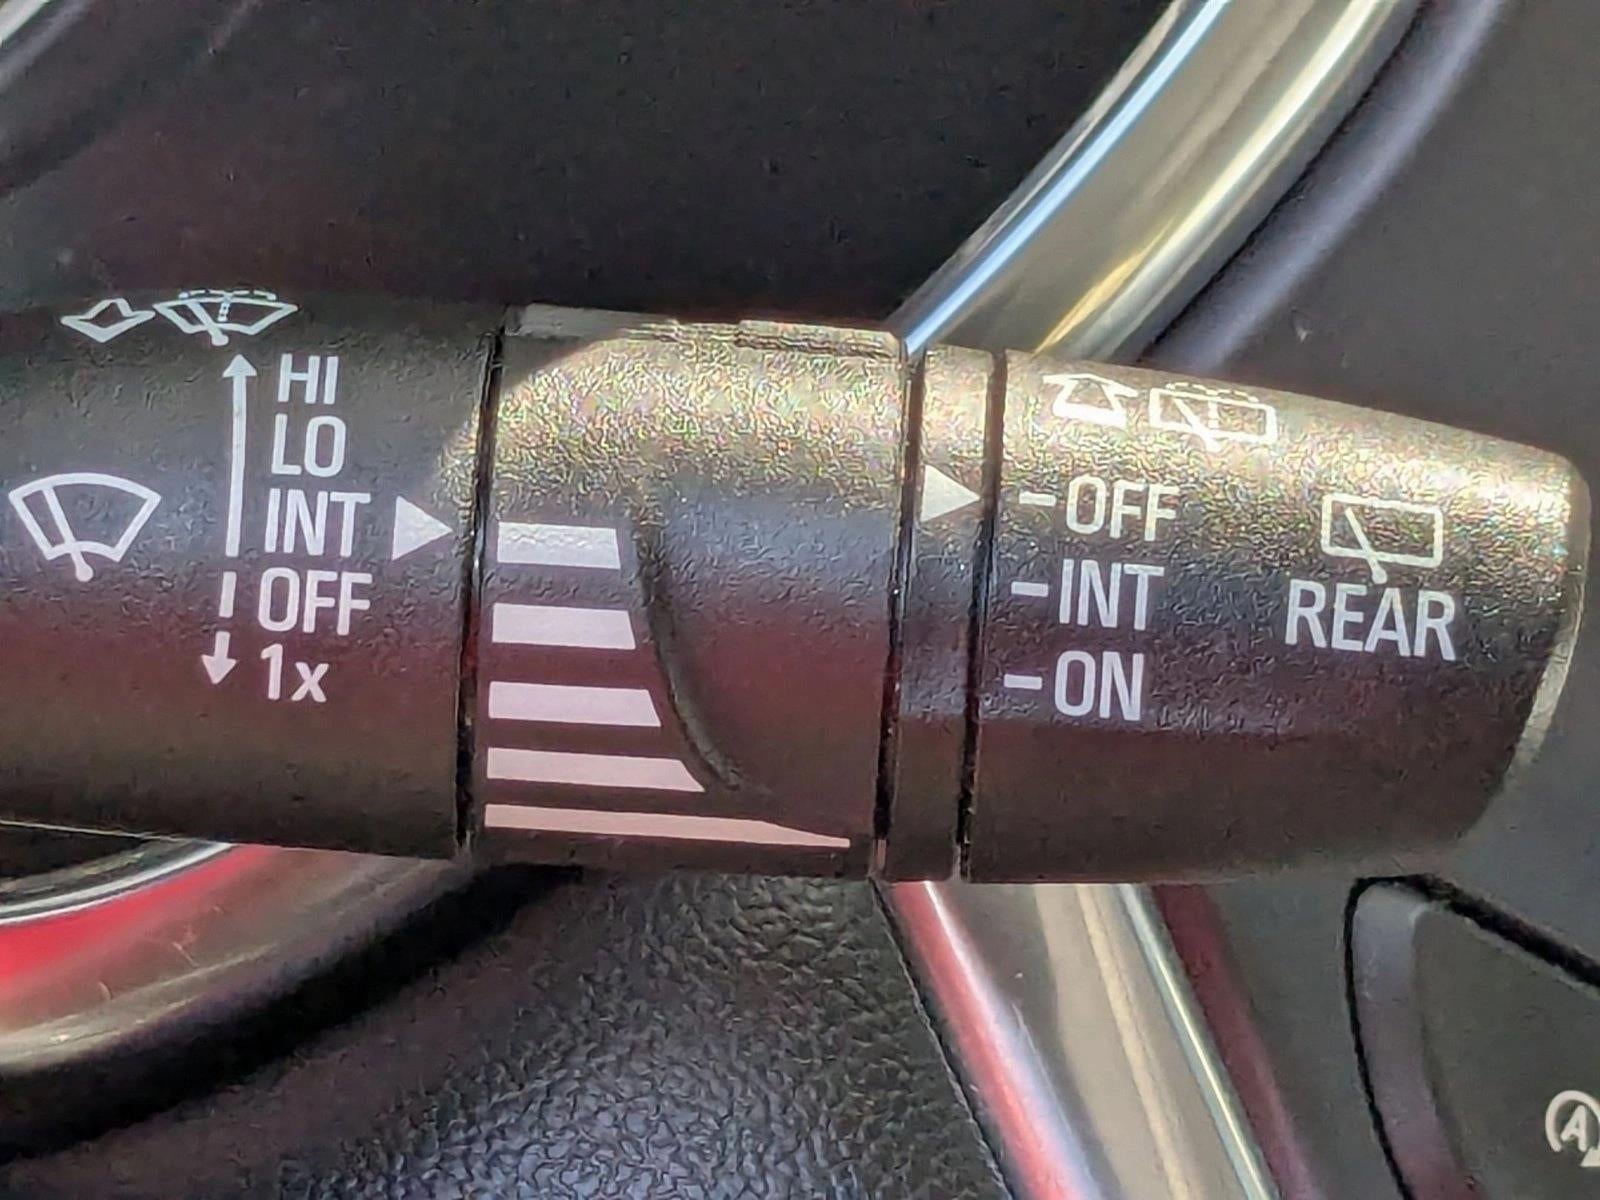 HI
LO
INT
OFF
1x
-OFF
-INT
-ON
REAR
A